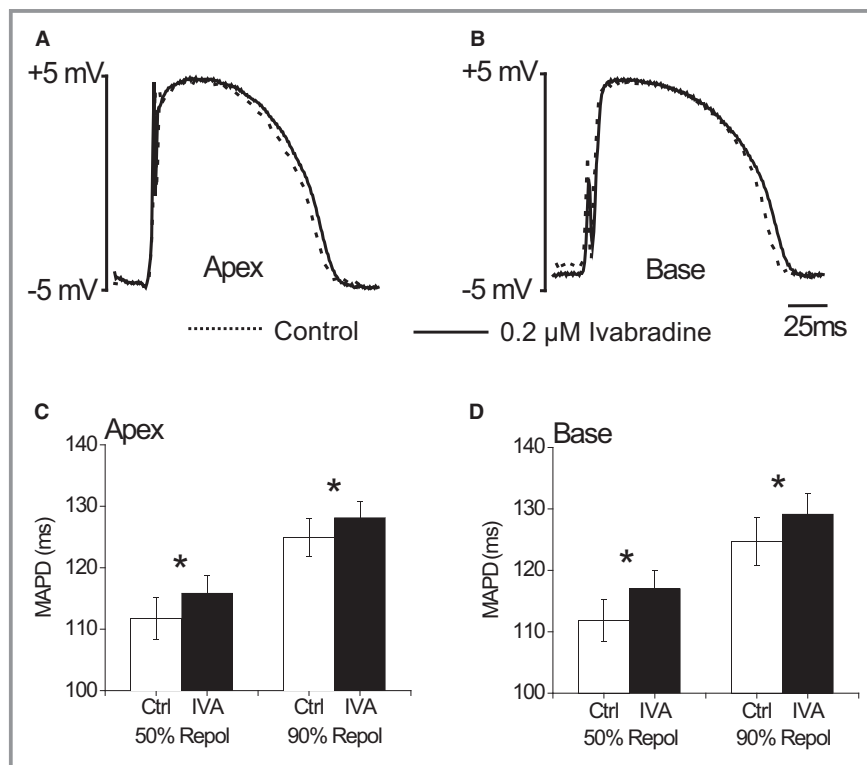 A
B
+5 mV
+5 mV
Apex
Base
-5 mV
-5 mV
25ms
Control
0.2 µM Ivabradine
C
Apex
D
Base
140
130
120
110
100
MAPD (ms)
*
*
Ctrl IVA Ctrl IVA
50% Repol 90% Repol
140
130
120
110
100
MAPD (ms)
*
*
Ctrl IVA Ctrl IVA
50% Repol 90% Repol